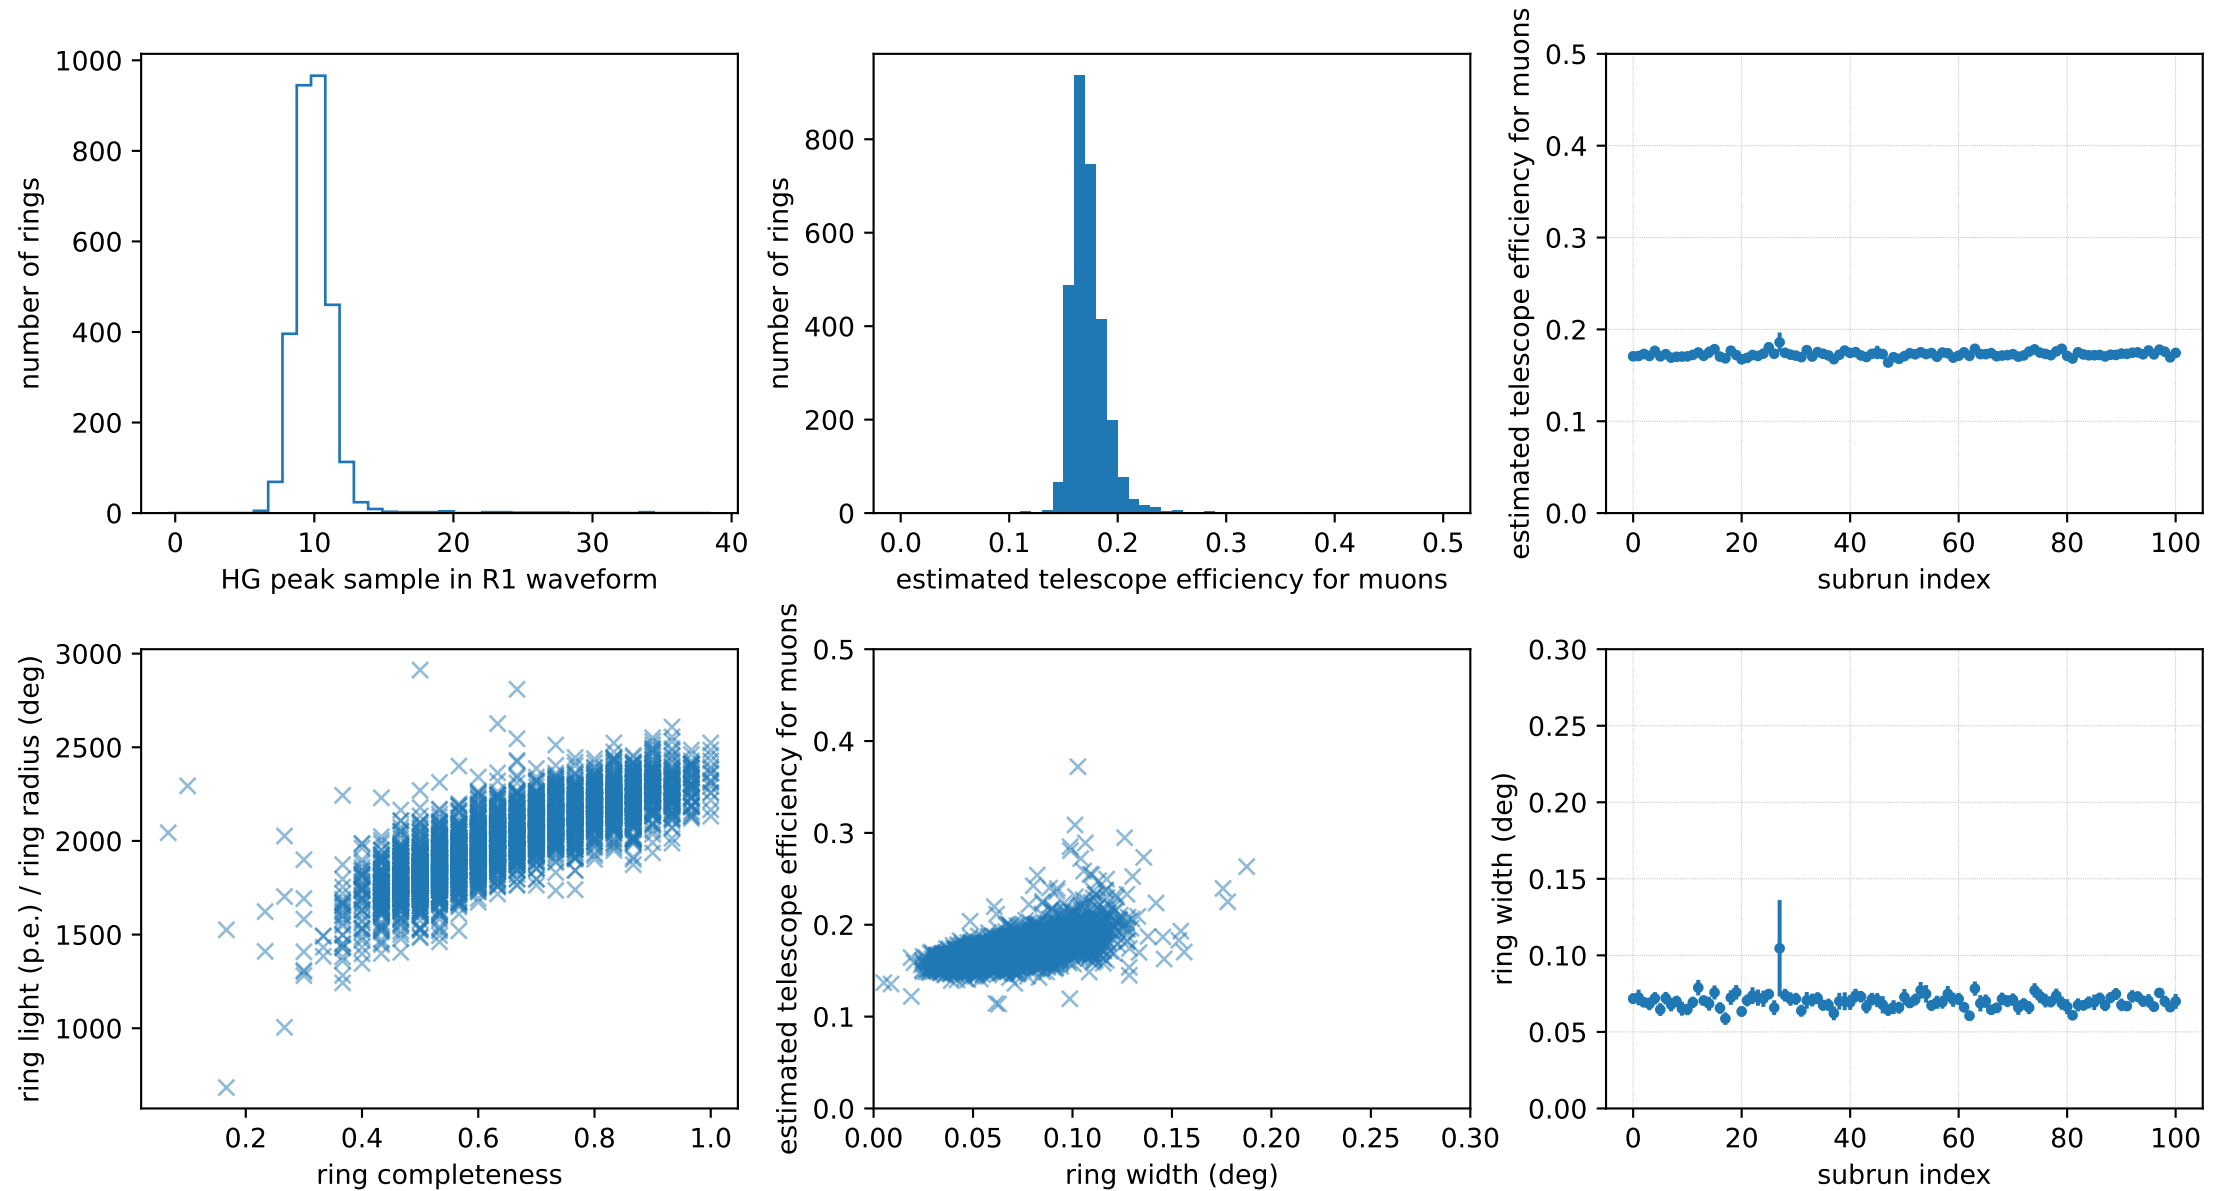 1000
800
600
400
200
0
number of rings
0 10 20 30 40
HG peak sample in R1 waveform
800
600
400
200
0
number of rings
0.0 0.1 0.2 0.3 0.4 0.5
estimated telescope efficiency for muons
0.5
0.4
0.3
0.2
0.1
0.0
estimated telescope efficiency for muons
0 20 40 60 80 100
subrun index
3000
2500
2000
1500
1000
ring light (p.e.) / ring radius (deg)
0.2 0.4 0.6 0.8 1.0
ring completeness
0.5
0.4
0.3
0.2
0.1
0.0
estimated telescope efficiency for muons
0.00 0.05 0.10 0.15 0.20 0.25 0.30
ring width (deg)
0.30
0.25
0.20
0.15
0.10
0.05
0.00
ring width (deg)
0 20 40 60 80 100
subrun index